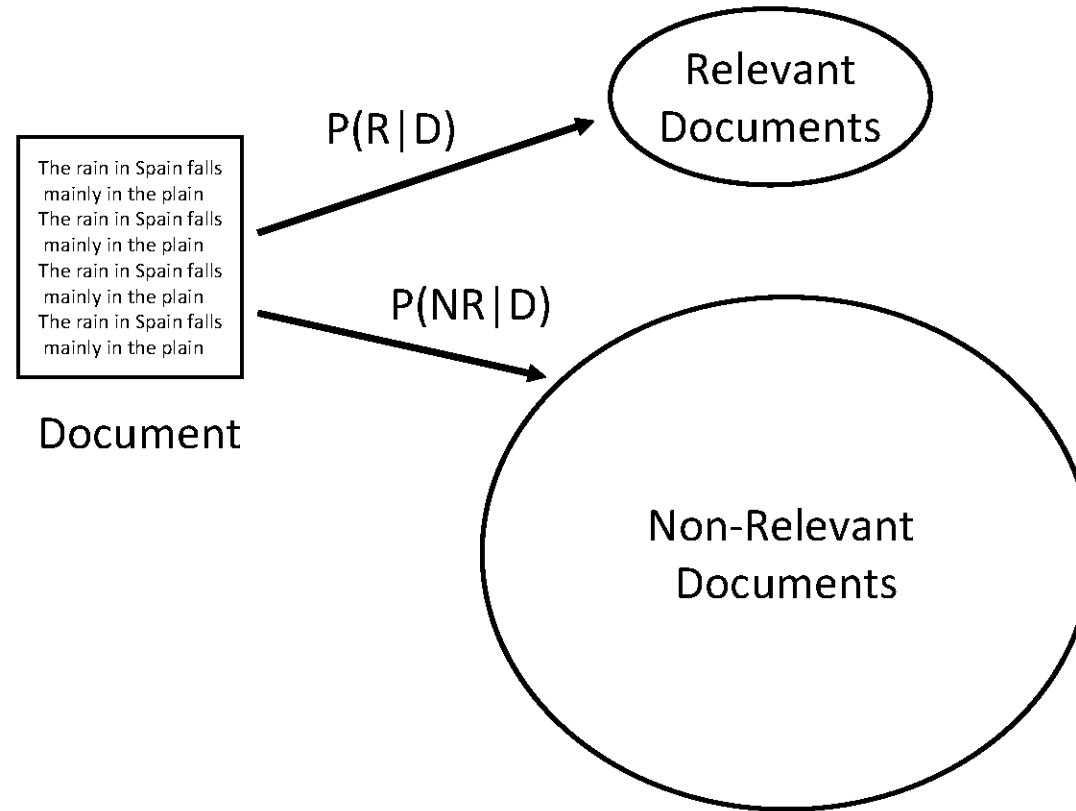 Relevant
Documents
P(R|D)
The rain in Spain falls
mainly in the plain
The rain in Spain falls
mainly in the plain
The rain in Spain falls
mainly in the plain
The rain in Spain falls
mainly in the plain
P(NR|D)
Document
Non-Relevant
Documents